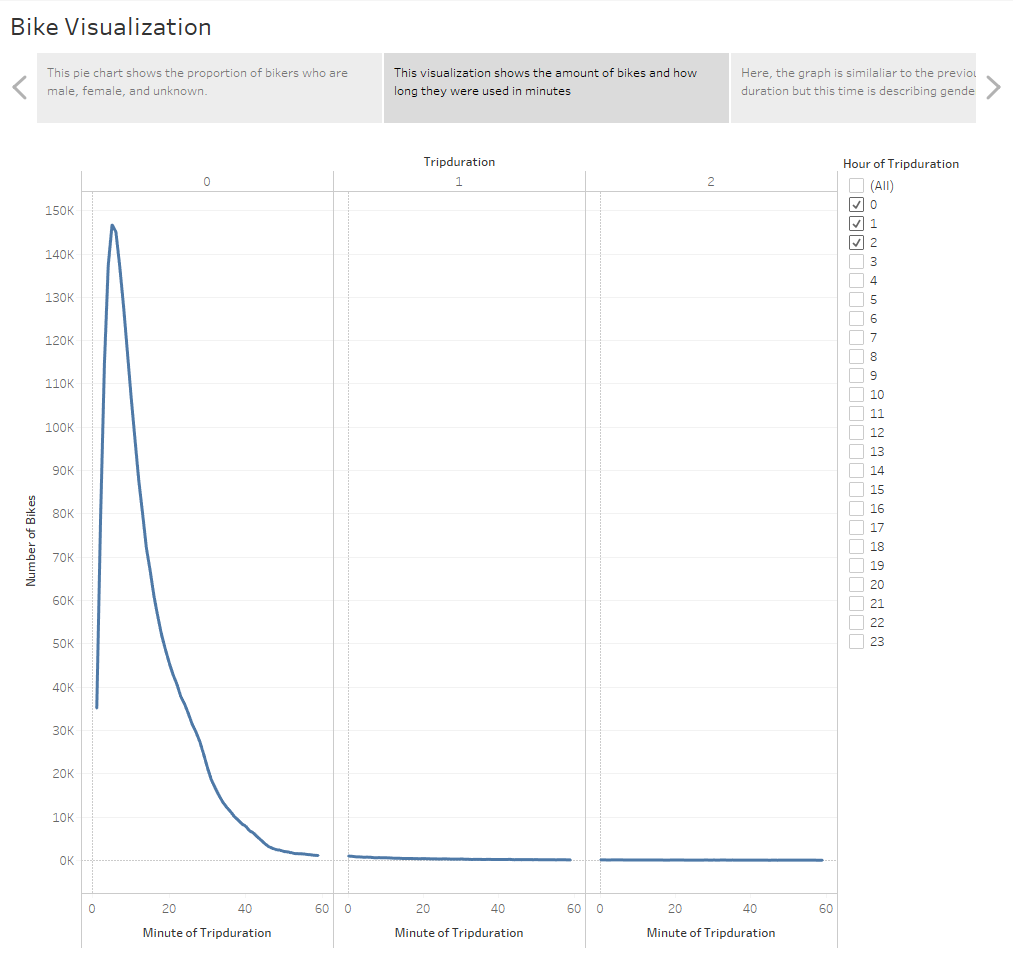 Bike Visualization
This pie chart shows the proportion of bikers who are
male, female, and unknown.
This visualization shows the amount of bikes and how
long they were used in minutes
Here, the graph is similaliar to the previou
duration but this time is describing gende
Tripduration
0 1 2
150K
140K
130K
120K
110K
100K
90K
80K
70K
60K
50K
40K
30K
20K
10K
0K
Number of Bikes
0 20 40 60 0 20 40 60 0 20 40 60
Minute of Tripduration Minute of Tripduration Minute of Tripduration
Hour of Tripduration
(All)
0
1
2
3
4
5
6
7
8
9
10
11
12
13
14
15
16
17
18
19
20
21
22
23